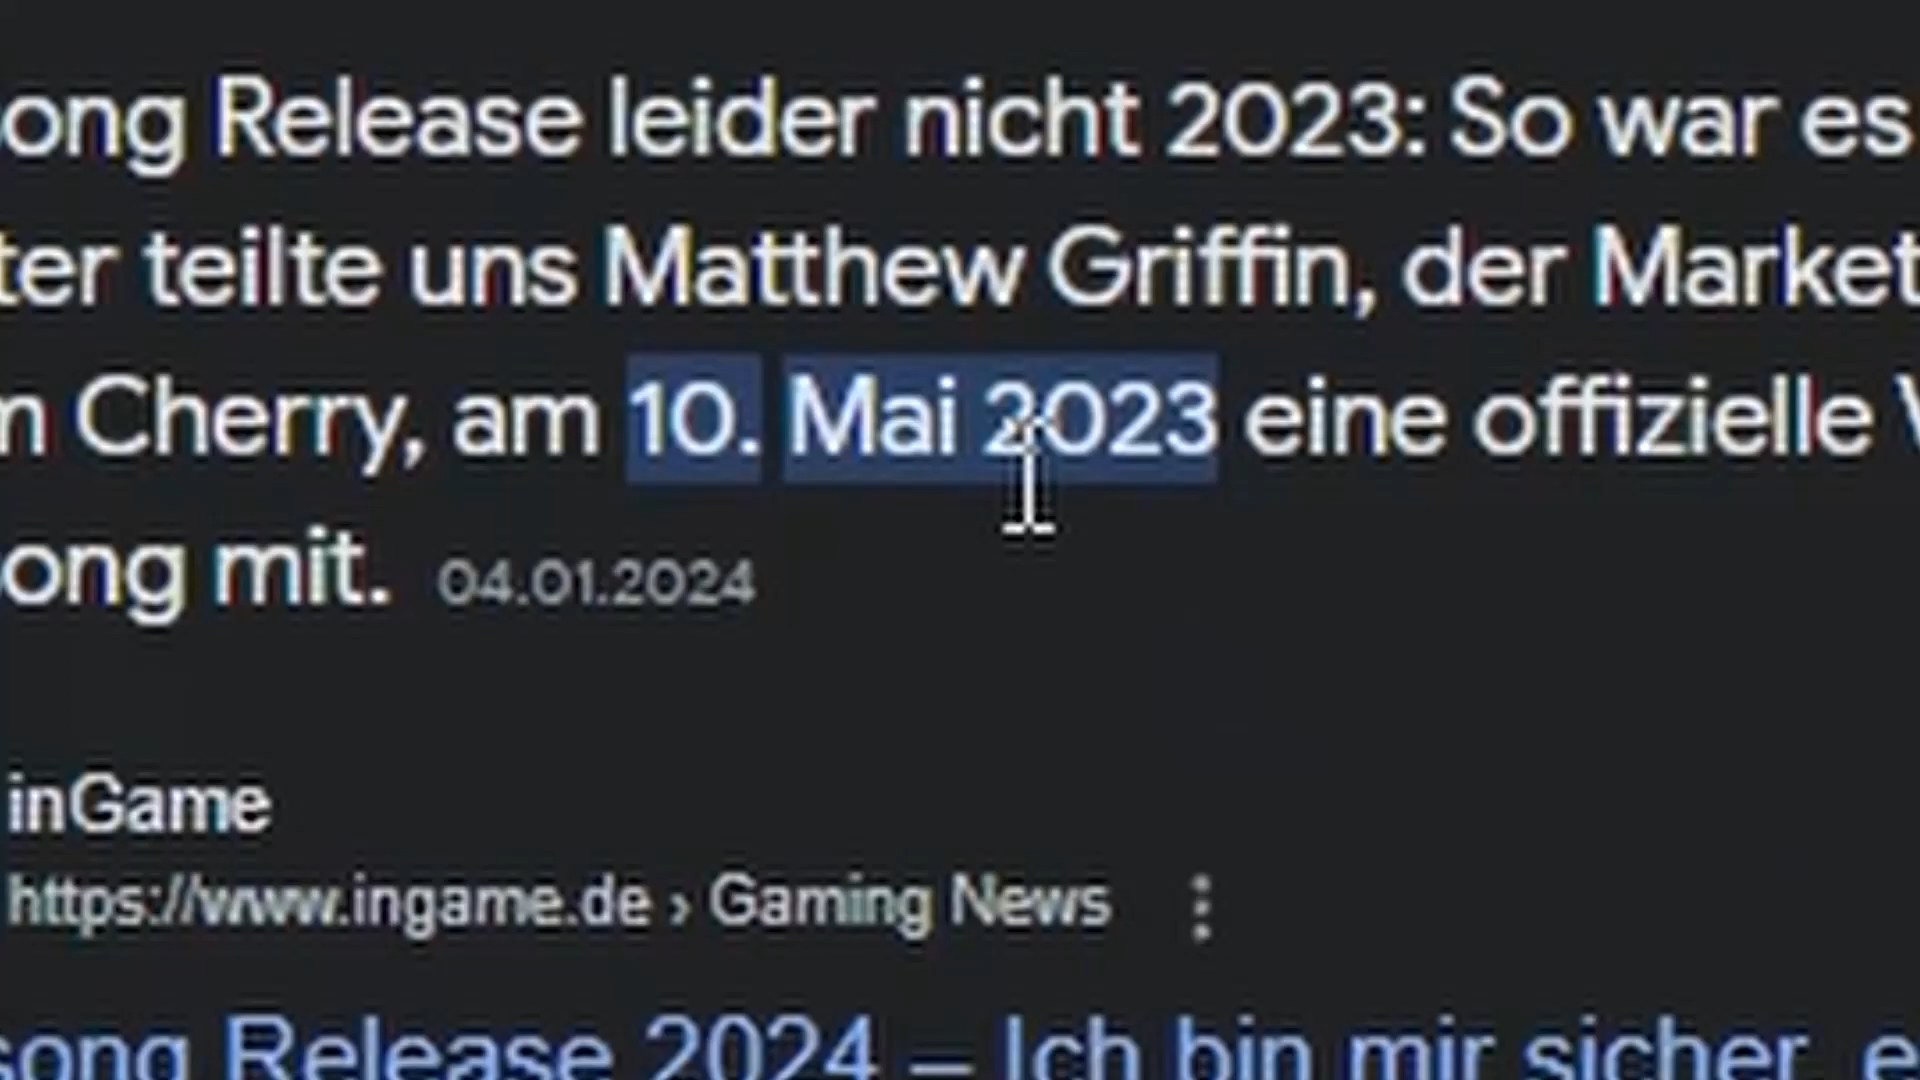 ong Release leider nicht 2023: So war es
ter teilte uns Matthew Griffin, der Market
m Cherry, am 10. Mai 2023 eine offizielle
song mit. 04.01.2024
inGame
https://www.ingame.de › Gaming News
song Release 2024 – Ich bin mir sicher, e